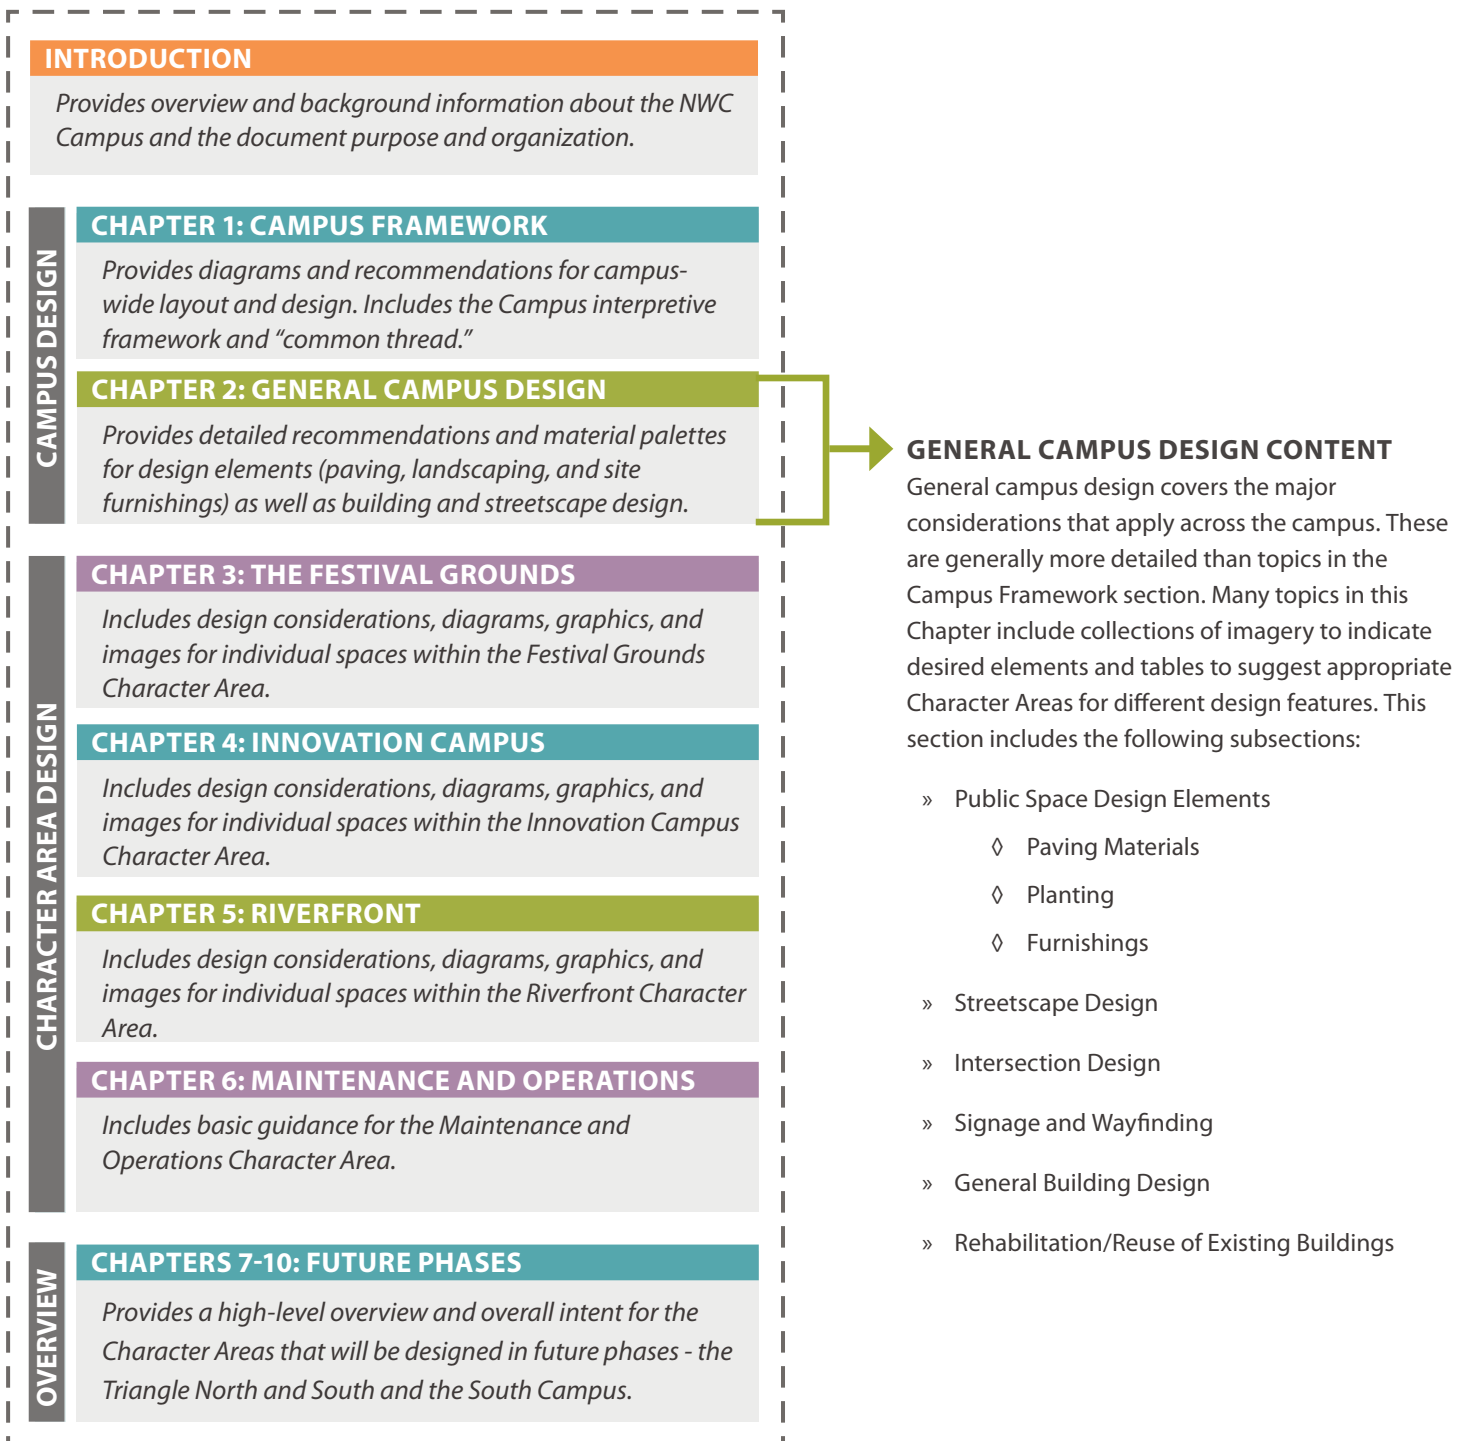 INTRODUCTION
Provides overview and background information about the NWC
Campus and the document purpose and organization.
CAMPUS DESIGN
CHAPTER 1: CAMPUS FRAMEWORK
Provides diagrams and recommendations for campus-
wide layout and design. Includes the Campus interpretive
framework and “common thread.”
CHAPTER 2: GENERAL CAMPUS DESIGN
Provides detailed recommendations and material palettes
for design elements (paving, landscaping, and site
furnishings) as well as building and streetscape design.
CHARACTER AREA DESIGN
CHAPTER 3: THE FESTIVAL GROUNDS
Includes design considerations, diagrams, graphics, and
images for individual spaces within the Festival Grounds
Character Area.
CHAPTER 4: INNOVATION CAMPUS
Includes design considerations, diagrams, graphics, and
images for individual spaces within the Innovation Campus
Character Area.
CHAPTER 5: RIVERFRONT
Includes design considerations, diagrams, graphics, and
images for individual spaces within the Riverfront Character
Area.
CHAPTER 6: MAINTENANCE AND OPERATIONS
Includes basic guidance for the Maintenance and
Operations Character Area.
OVERVIEW
CHAPTERS 7-10: FUTURE PHASES
Provides a high-level overview and overall intent for the
Character Areas that will be designed in future phases - the
Triangle North and South and the South Campus.
GENERAL CAMPUS DESIGN CONTENT
General campus design covers the major
considerations that apply across the campus. These
are generally more detailed than topics in the
Campus Framework section. Many topics in this
Chapter include collections of imagery to indicate
desired elements and tables to suggest appropriate
Character Areas for different design features. This
section includes the following subsections:
» Public Space Design Elements
◊ Paving Materials
◊ Planting
◊ Furnishings
» Streetscape Design
» Intersection Design
» Signage and Wayfinding
» General Building Design
» Rehabilitation/Reuse of Existing Buildings